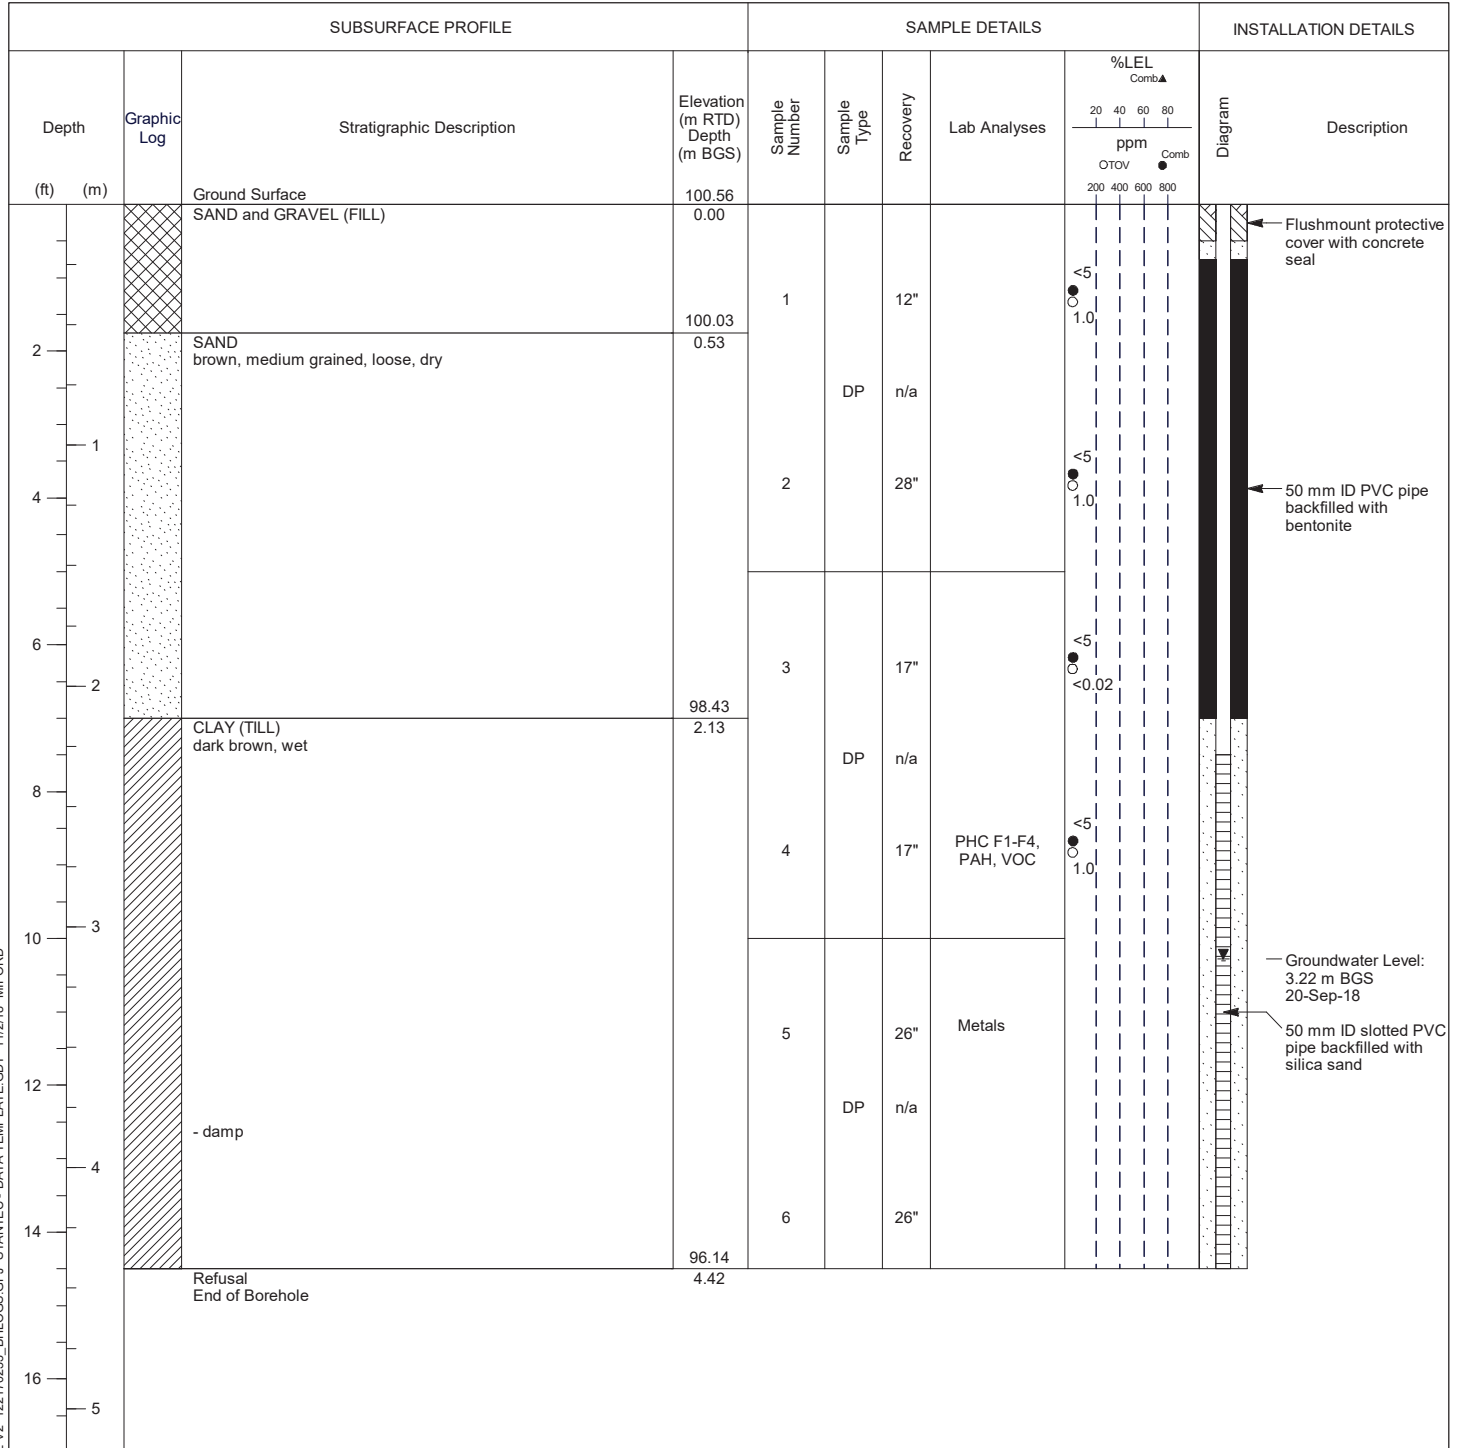 SUBSURFACE PROFILE
SAMPLE DETAILS
INSTALLATION DETAILS
Depth
(ft) (m)
Graphic
Log
Stratigraphic Description
Elevation
(m RTD)
Depth
(m BGS)
Sample
Number
Sample
Type
Recovery
Lab Analyses
%LEL
Comb▲
20 40 60 80
ppm
OTOV ● Comb
200 400 600 800
Diagram
Description
Ground Surface 100.56
SAND and GRAVEL (FILL) 0.00
Flushmount protective
cover with concrete
seal
<5
1 12"
1.0
100.03
SAND 0.53
2
brown, medium grained, loose, dry
DP n/a
1
<5
2 28"
1.0
4
50 mm ID PVC pipe
backfilled with
bentonite
<5
6
3 17"
<0.02
2
98.43
CLAY (TILL) 2.13
dark brown, wet
DP n/a
8
<5
4 17"
PHC F1-F4,
PAH, VOC
1.0
3
10
Groundwater Level:
3.22 m BGS
20-Sep-18
5 26" Metals
50 mm ID slotted PVC
pipe backfilled with
silica sand
12
DP n/a
- damp
4
6 26"
14
96.14
Refusal 4.42
End of Borehole
16
5